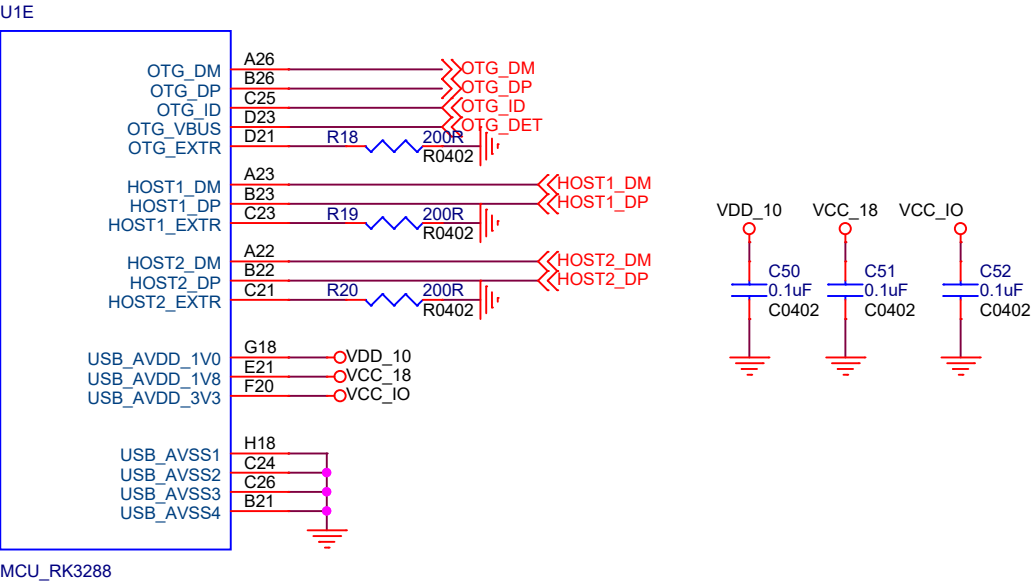 U1E
OTG_DM A26 OTG_DM
OTG_DP B26 OTG_DP
OTG_ID C25 OTG_ID
OTG_VBUS D23 OTG_DET
OTG_EXTR D21 R18 200R
R0402
HOST1_DM A23 HOST1_DM
HOST1_DP B23 HOST1_DP
HOST1_EXTR C23 R19 200R
R0402
HOST2_DM A22 HOST2_DM
HOST2_DP B22 HOST2_DP
HOST2_EXTR C21 R20 200R
R0402
USB_AVDD_1V0 G18 VDD_10
USB_AVDD_1V8 E21 VCC_18
USB_AVDD_3V3 F20 VCC_IO
USB_AVSS1 H18
USB_AVSS2 C24
USB_AVSS3 C26
USB_AVSS4 B21
MCU_RK3288
VDD_10 VCC_18 VCC_IO
C50 C51 C52
0.1uF 0.1uF 0.1uF
C0402 C0402 C0402